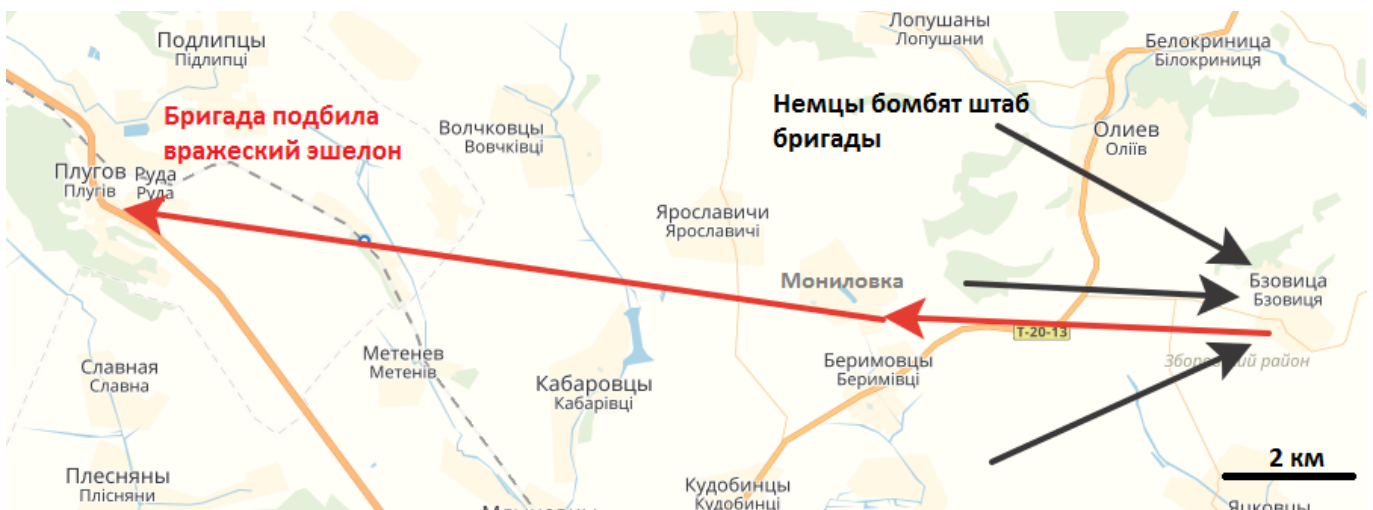 Лопушаны
Лопушани
Подлипцы
Підлипці
Белокриница
Білокриниця
Бригада подбила
вражеский эшелон
Немцы бомбят штаб
бригады
Волчковцы
Вовчківці
Олиев
Оліїв
Плугов
Плугів
Руда
Руда
Ярославичи
Ярославичі
Мониловка
Бзовица
Бзовиця
Т-20-13
Метенев
Метенів
Беримовцы
Беримівці
Зборовский район
Славная
Славна
Кабаровцы
Кабарівці
2 км
Плесняны
Плісняни
Кудобинцы
Кудобинці